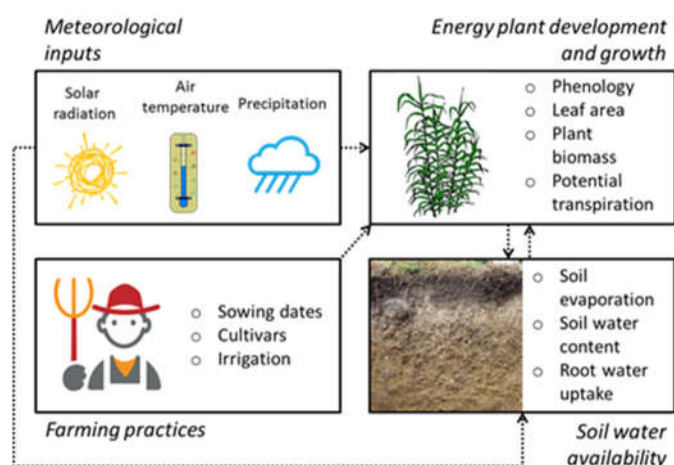 Meteorological
inputs
Energy plant development
and growth
Solar
radiation
Air
temperature
Precipitation
○ Phenology
○ Leaf area
○ Plant
biomass
○ Potential
transpiration
○ Sowing dates
○ Cultivars
○ Irrigation
○ Soil
evaporation
○ Soil water
content
○ Root water
uptake
Farming practices
Soil water
availability